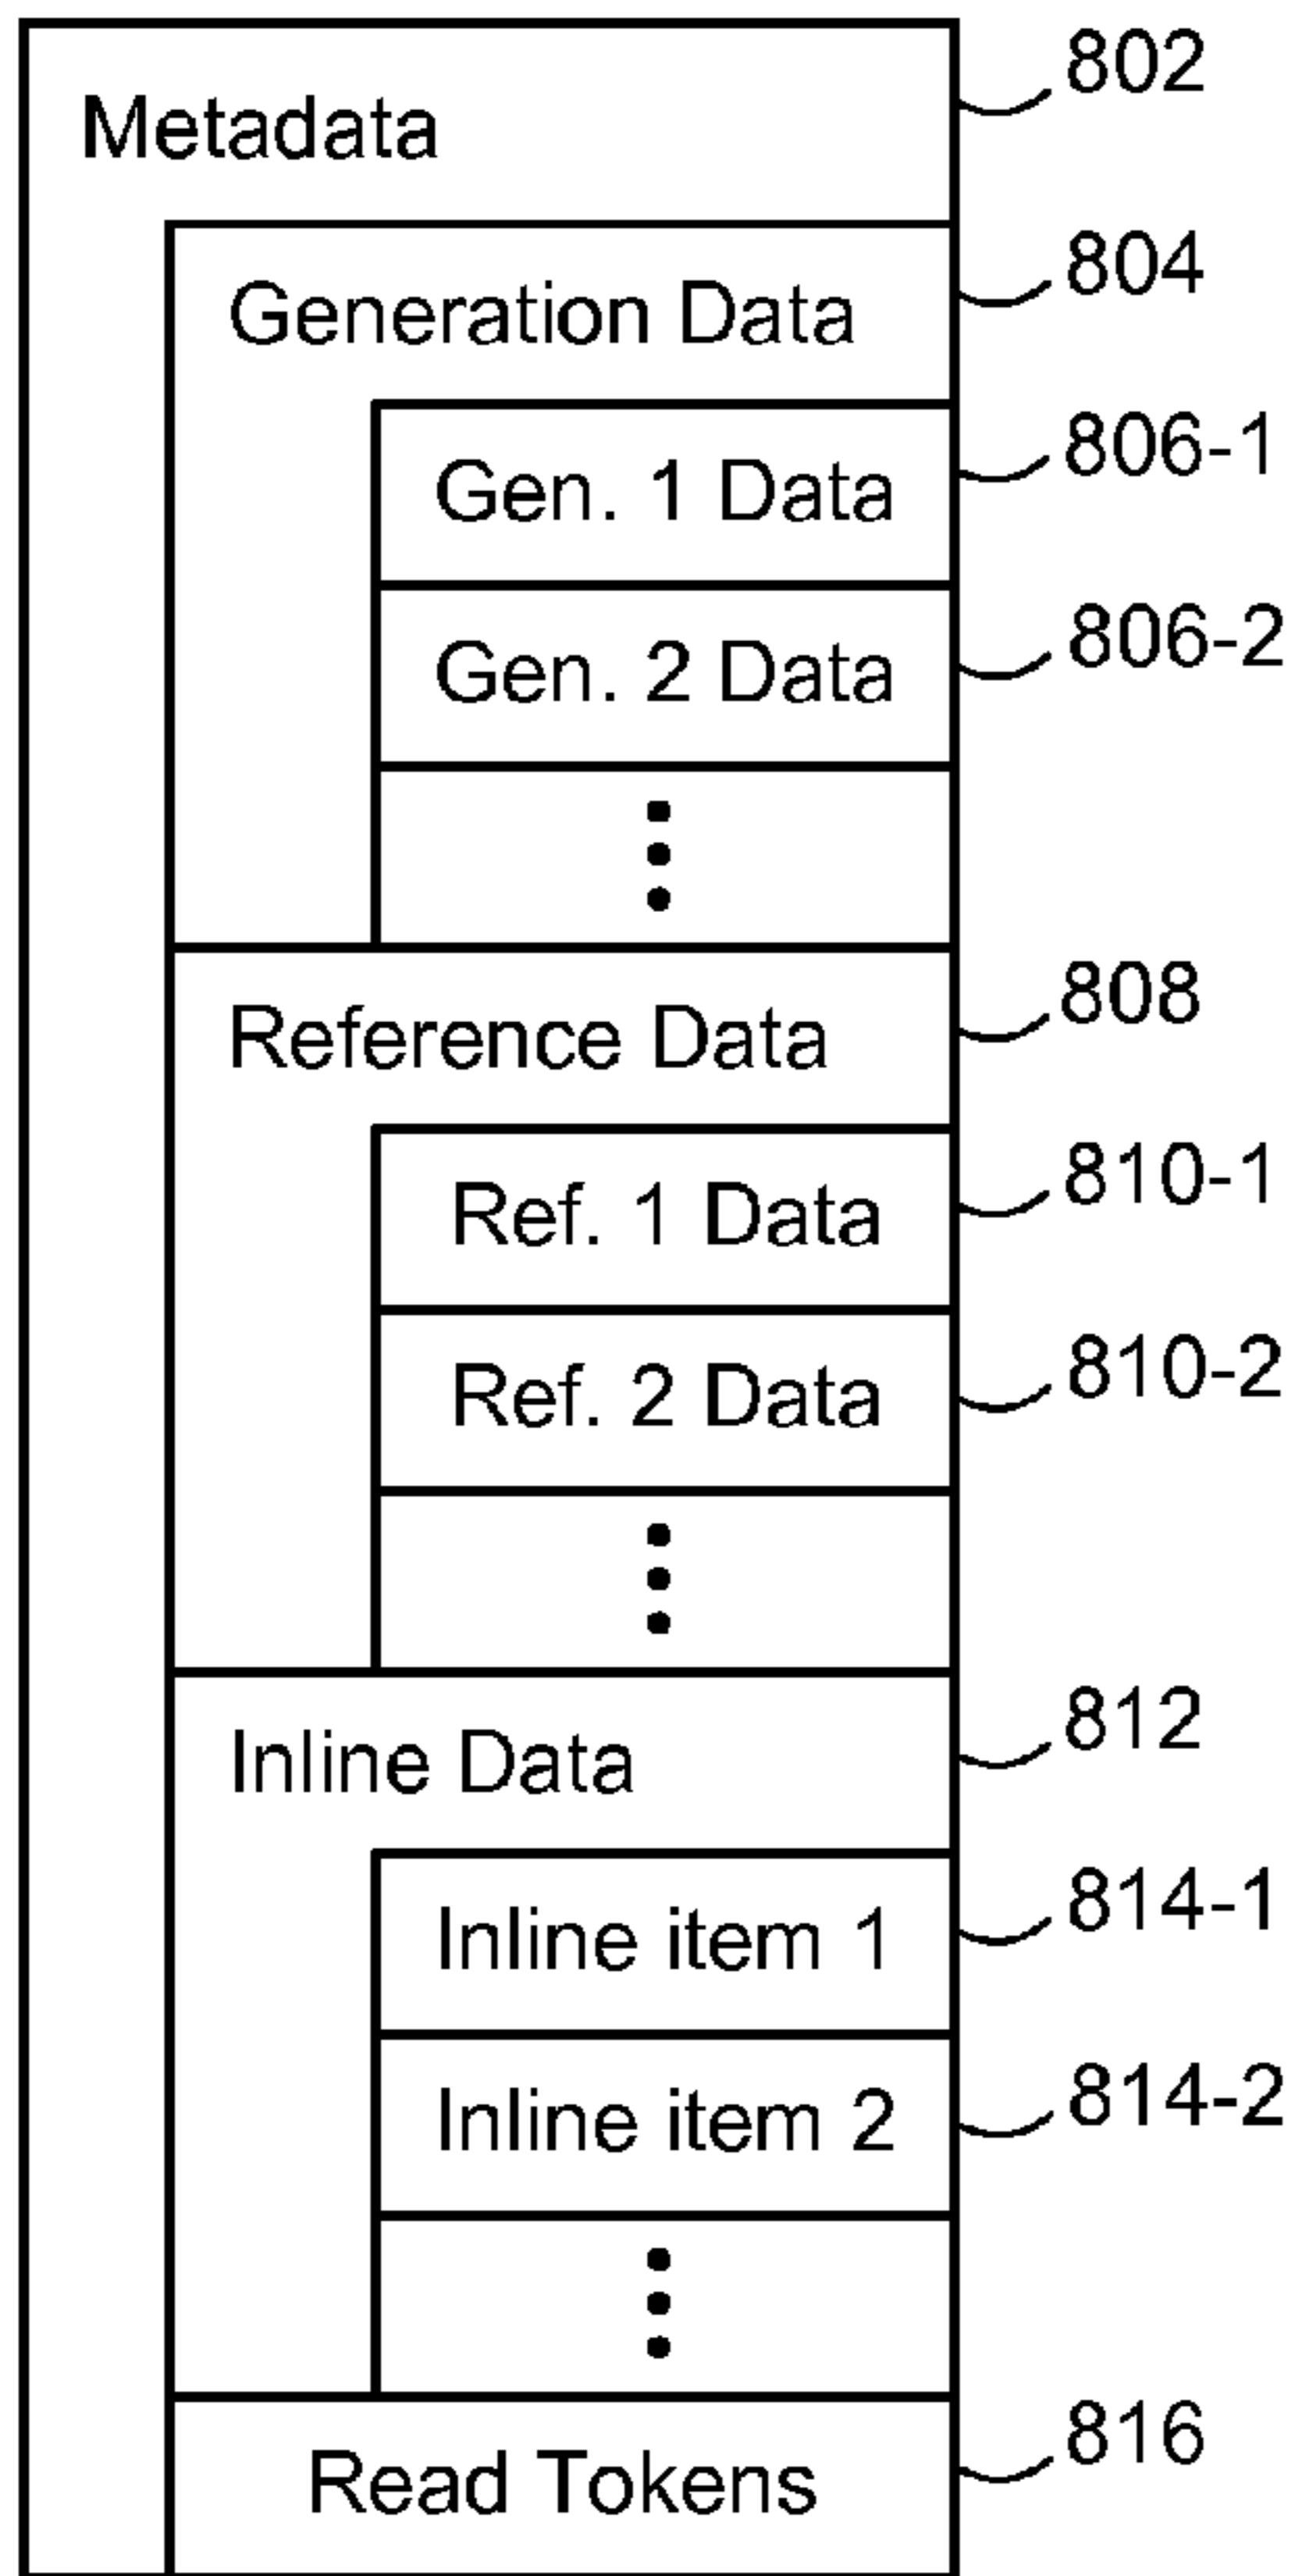 Metadata 802
Generation Data 804
Gen. 1 Data 806-1
Gen. 2 Data 806-2
Reference Data 808
Ref. 1 Data 810-1
Ref. 2 Data 810-2
Inline Data 812
Inline item 1 814-1
Inline item 2 814-2
Read Tokens 816